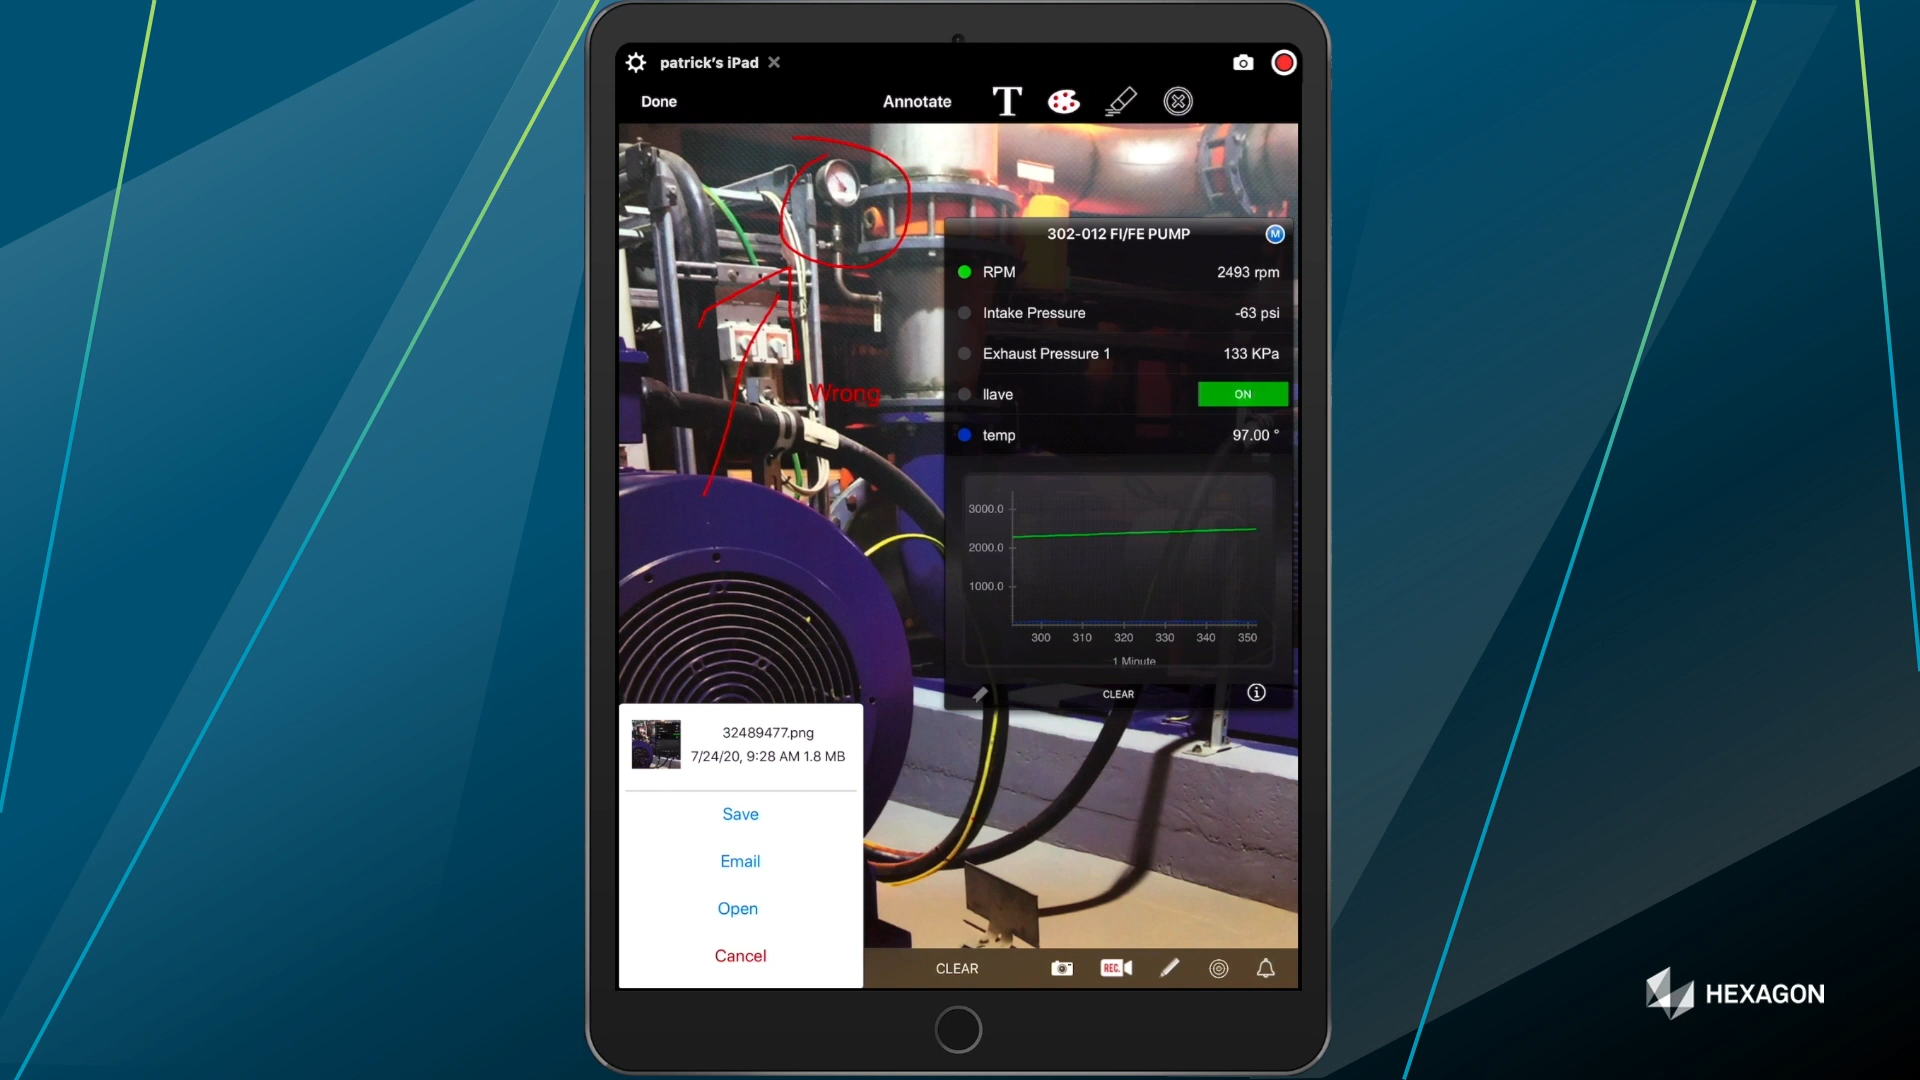 patrick's iPad
Done
Annotate
T
302-012 FI/FE PUMP
M
RPM
2493 rpm
Intake Pressure
-63 psi
Exhaust Pressure 1
133 KPa
llave
ON
temp
97.00 °
Wrong
3000.0
2000.0
1000.0
300 310 320 330 340 350
1 Minute
CLEAR
32489477.png
7/24/20, 9:28 AM 1.8 MB
Save
Email
Open
Cancel
CLEAR
REC.
HEXAGON